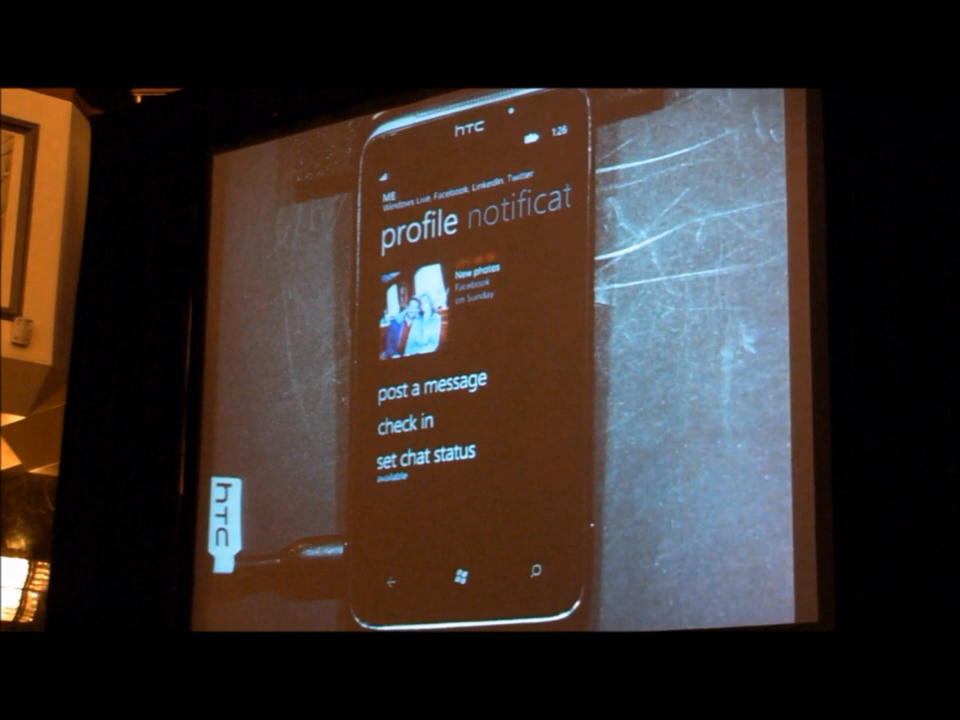 hTC
1:26
ME
Windows Live, Facebook, LinkedIn, Twitter
profile notificat
New photos
Facebook
on Sunday
post a message
check in
set chat status
available
hTC